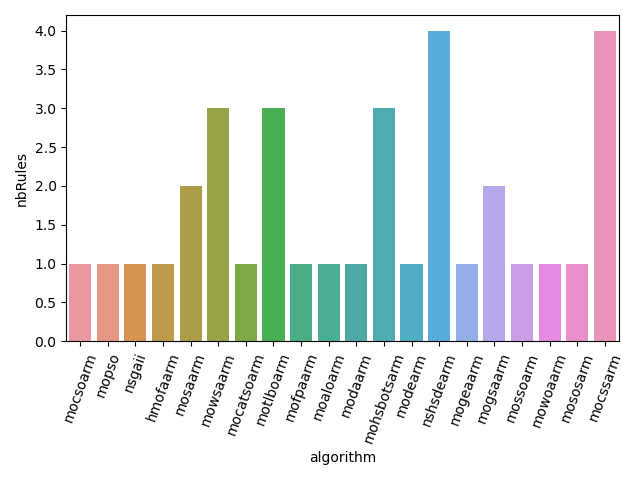 4.0
3.5
3.0
2.5
2.0
1.5
1.0
0.5
0.0
nbRules
mocsoarm
mopso
nsgaii
hmofaarm
mosaarm
mowsaarm
mocatsoarm
motlboarm
mofpaarm
moaloarm
modaarm
mohsbotsarm
modearm
nshsdearm
mogeaarm
mogsaarm
mossoarm
mowoaarm
mososarm
mocssarm
algorithm